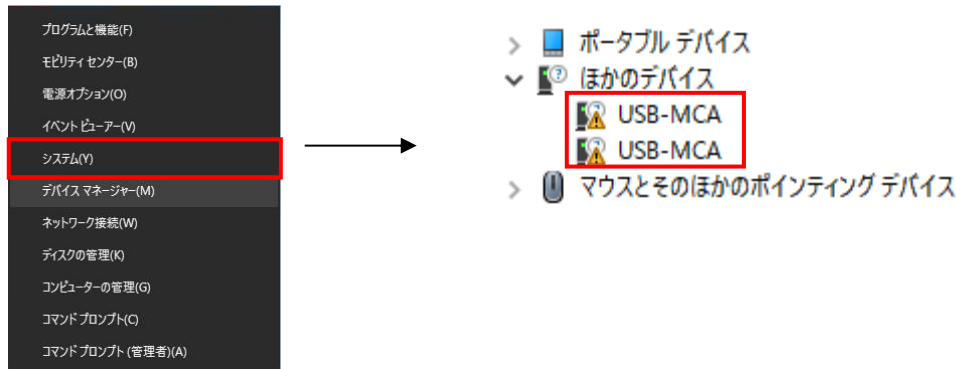 プログラムと機能(F)
モビリティ センター(B)
電源オプション(O)
イベント ビューアー(V)
システム(Y)
デバイス マネージャー(M)
ネットワーク接続(W)
ディスクの管理(K)
コンピューターの管理(G)
コマンド プロンプト(C)
コマンド プロンプト (管理者)(A)
ポータブル デバイス
ほかのデバイス
USB-MCA
USB-MCA
マウスとそのほかのポインティング デバイス